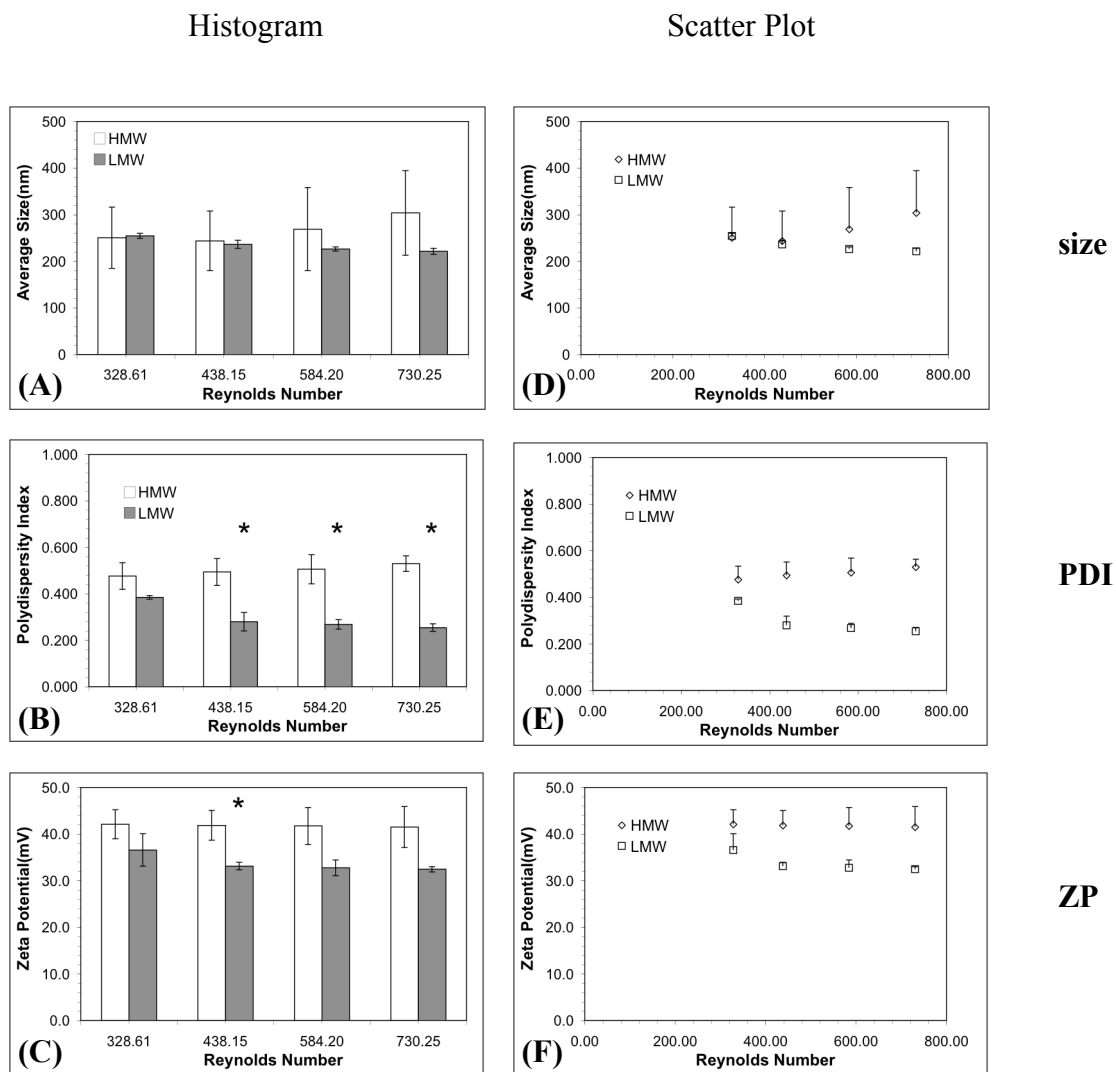 Histogram
Scatter Plot
500
400
300
200
100
0
Average Size(nm)
HMW
LMW
328.61 438.15 584.20 730.25
Reynolds Number
(A)
500
400
300
200
100
0
Average Size(nm)
HMW
LMW
0.00 200.00 400.00 600.00 800.00
Reynolds Number
(D)
size
1.000
0.800
0.600
0.400
0.200
0.000
Polydispersity Index
HMW
LMW
* * *
328.61 438.15 584.20 730.25
Reynolds Number
(B)
1.000
0.800
0.600
0.400
0.200
0.000
Polydispersity Index
HMW
LMW
0.00 200.00 400.00 600.00 800.00
Reynolds Number
(E)
PDI
50.0
40.0
30.0
20.0
10.0
0.0
Zeta Potential(mV)
HMW
LMW
*
328.61 438.15 584.20 730.25
Reynolds Number
(C)
50.0
40.0
30.0
20.0
10.0
0.0
Zeta Potential(mV)
HMW
LMW
0.00 200.00 400.00 600.00 800.00
Reynolds Number
(F)
ZP